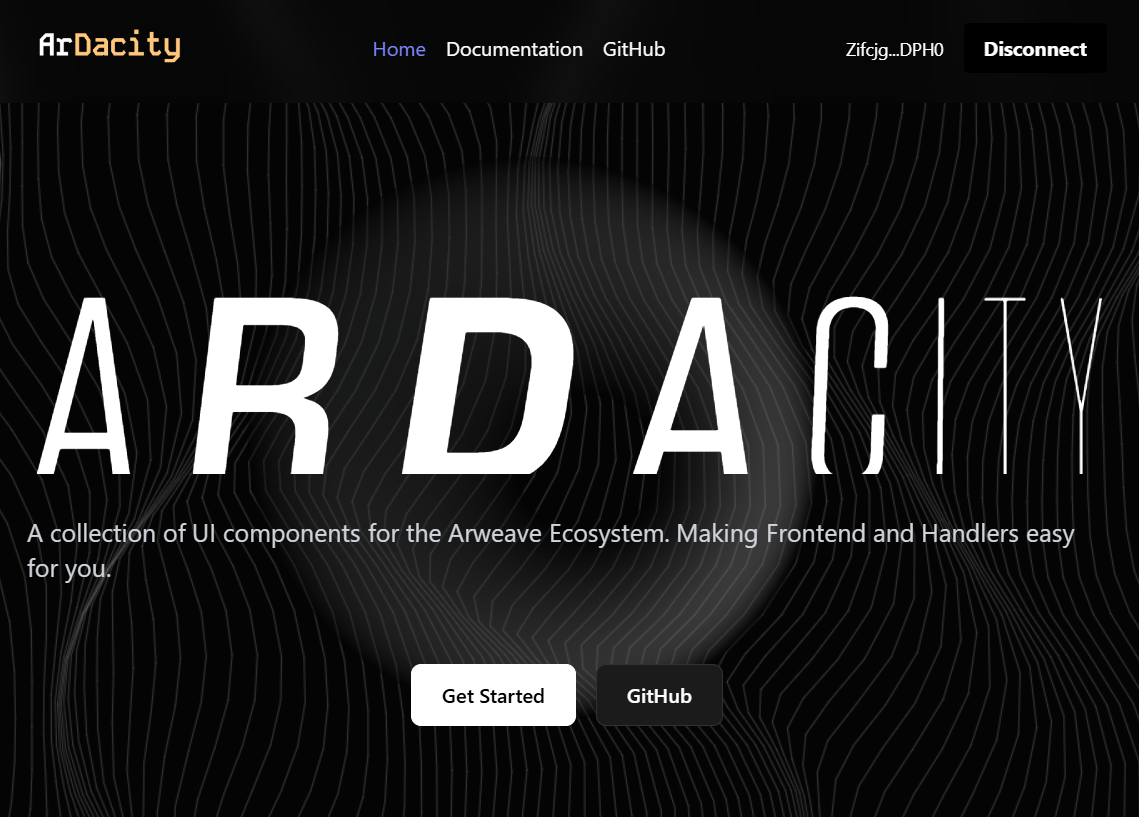 ArDacity
Home Documentation GitHub
Zifcjg...DPH0 Disconnect
ARDACITY
A collection of UI components for the Arweave Ecosystem. Making Frontend and Handlers easy
for you.
Get Started GitHub